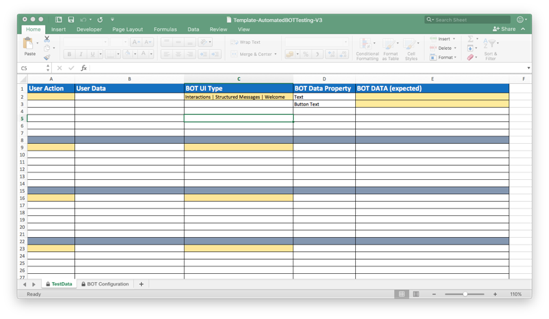 Template-AutomatedBOTTesting-V3
Search Sheet
Home Insert Developer Page Layout Formulas Data Review View
Share
Paste
Wrap Text
Merge & Center
Conditional Formatting
Format as Table
Cell Styles
Insert
Delete
Format
Sort & Filter
C5
fx
A B C D E F
1 User Action User Data BOT UI Type BOT Data Property BOT DATA (expected)
2 Interactions | Structured Messages | Welcome Text
3 Button Text
4
5
6
7
8
9
10
11
12
13
14
15
16
17
18
19
20
21
22
23
24
25
26
27
TestData BOT Configuration +
Ready
110%